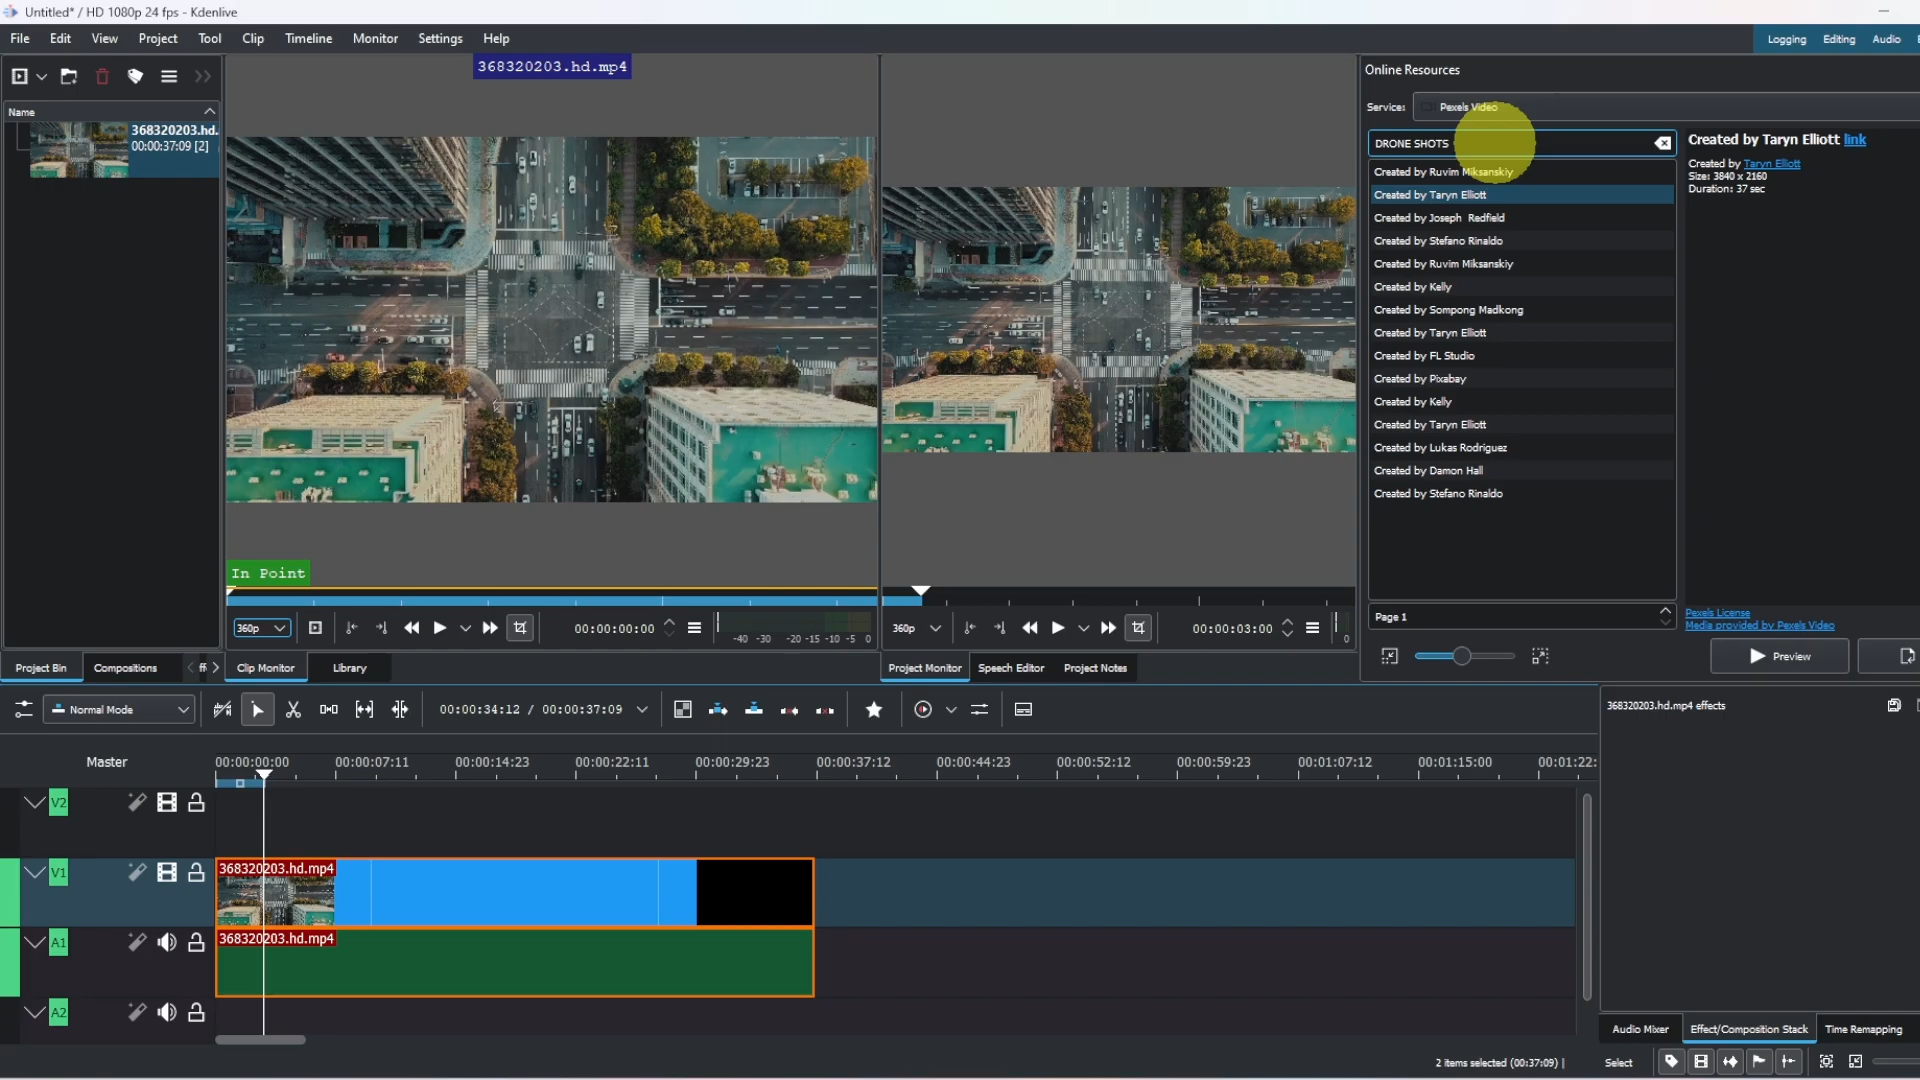 Untitled* / HD 1080p 24 fps - Kdenlive
File Edit View Project Tool Clip Timeline Monitor Settings Help
Logging Editing Audio
368320203.hd.mp4
Name
368320203.hd.
00:00:37:09 [2]
In Point
360p
00:00:00:00
-40 -30 -20 -15 -10 -5 0
360p
00:00:03:00
0
Project Bin Compositions
Clip Monitor Library
Project Monitor Speech Editor Project Notes
Online Resources
Service: Pexels Video
DRONE SHOTS
Created by Ruvim Miksanskiy
Created by Taryn Elliott
Created by Joseph Redfield
Created by Stefano Rinaldo
Created by Ruvim Miksanskiy
Created by Kelly
Created by Sompong Madkong
Created by Taryn Elliott
Created by FL Studio
Created by Pixabay
Created by Kelly
Created by Taryn Elliott
Created by Lukas Rodriguez
Created by Damon Hall
Created by Stefano Rinaldo
Page 1
Created by Taryn Elliott link
Created by Taryn Elliott
Size: 3840 x 2160
Duration: 37 sec
Pexels License
Media provided by Pexels Video
Preview
Normal Mode
00:00:34:12 / 00:00:37:09
Master
00:00:00:00 00:00:07:11 00:00:14:23 00:00:22:11 00:00:29:23 00:00:37:12 00:00:44:23 00:00:52:12 00:00:59:23 00:01:07:12 00:01:15:00 00:01:22:
V2
V1
368320203.hd.mp4
A1
368320203.hd.mp4
A2
368320203.hd.mp4 effects
Audio Mixer Effect/Composition Stack Time Remapping
2 items selected (00:37:09) |
Select